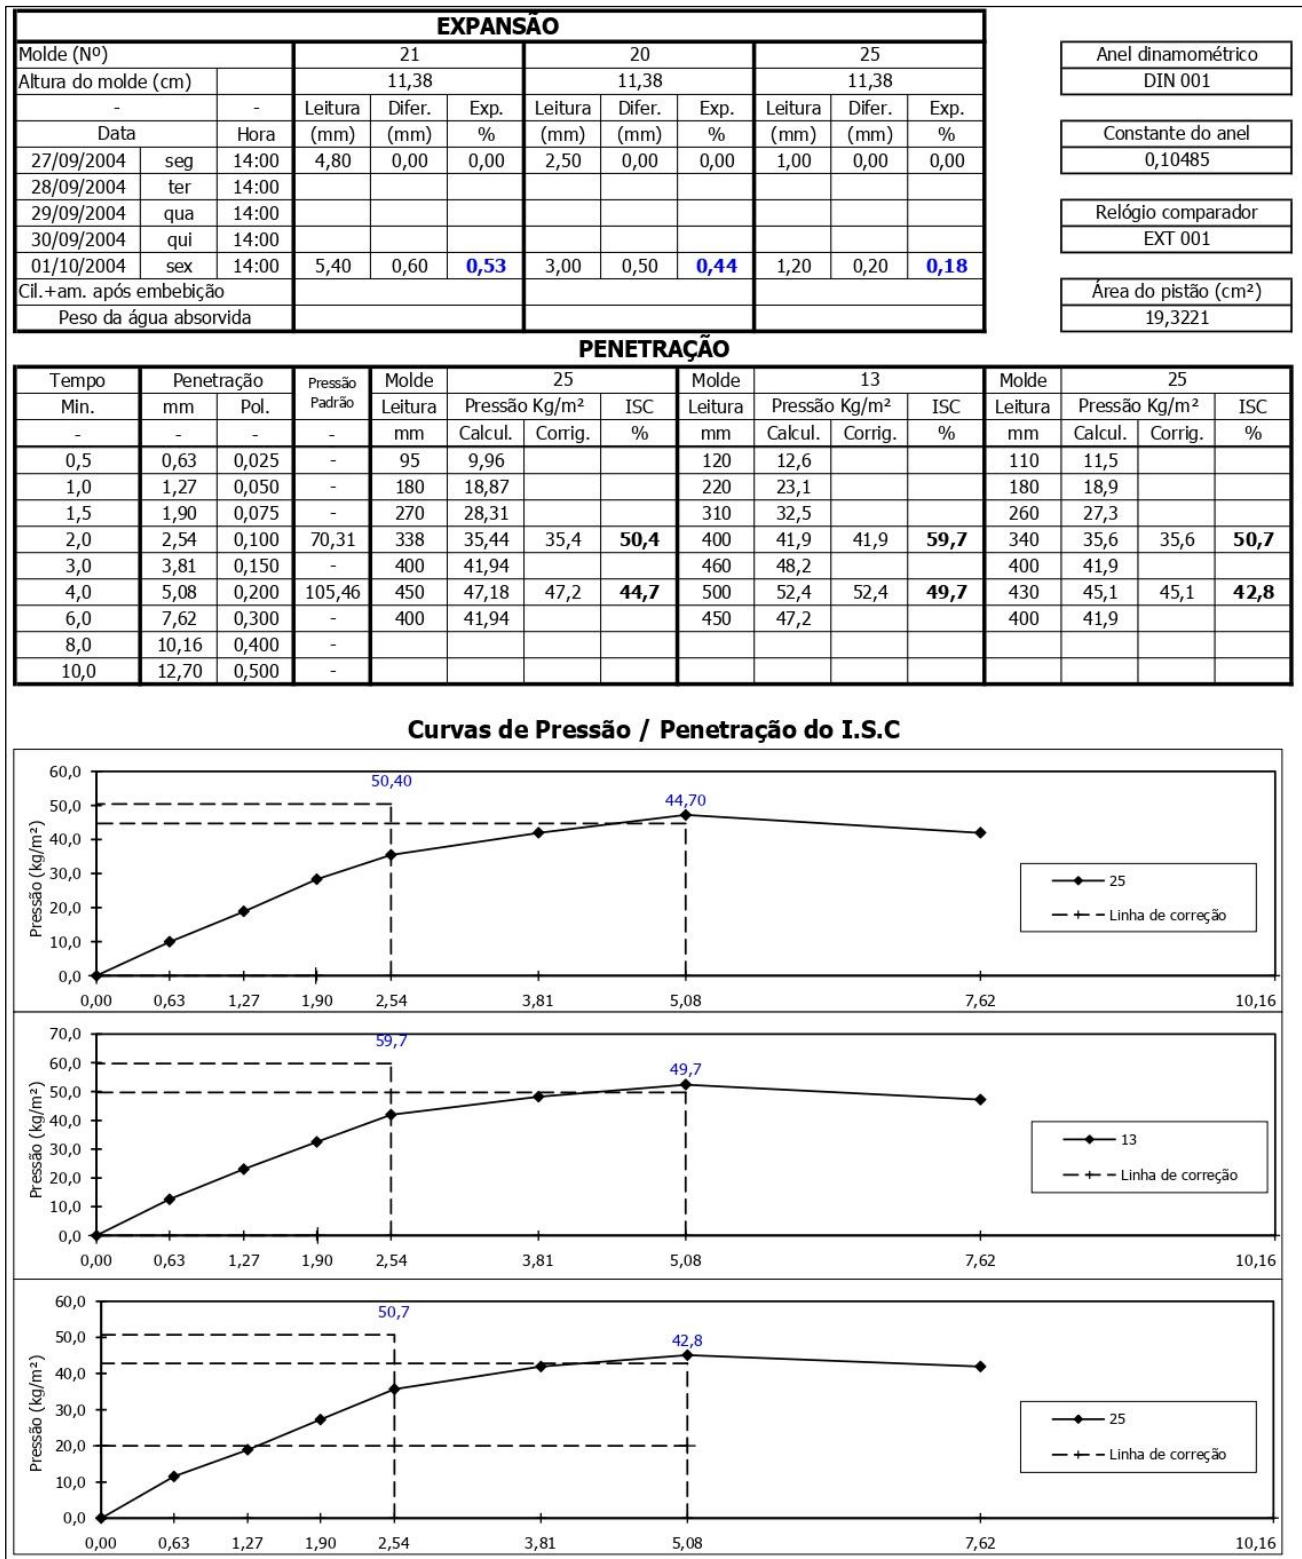 EXPANSÃO
Molde (Nº) 21 20 25
Altura do molde (cm) 11,38 11,38 11,38
- - Leitura Difer. Exp. Leitura Difer. Exp. Leitura Difer. Exp.
Data Hora (mm) (mm) % (mm) (mm) % (mm) (mm) %
27/09/2004 seg 14:00 4,80 0,00 0,00 2,50 0,00 0,00 1,00 0,00 0,00
28/09/2004 ter 14:00
29/09/2004 qua 14:00
30/09/2004 qui 14:00
01/10/2004 sex 14:00 5,40 0,60 0,53 3,00 0,50 0,44 1,20 0,20 0,18
Cil.+am. após embebição
Peso da água absorvida
Anel dinamométrico
DIN 001
Constante do anel
0,10485
Relógio comparador
EXT 001
Área do pistão (cm²)
19,3221
PENETRAÇÃO
Tempo Penetração Pressão Padrão Molde 25 Molde 13 Molde 25
Min. mm Pol. Leitura Pressão Kg/m² ISC Leitura Pressão Kg/m² ISC Leitura Pressão Kg/m² ISC
- - - - mm Calcul. Corrig. % mm Calcul. Corrig. % mm Calcul. Corrig. %
0,5 0,63 0,025 - 95 9,96 120 12,6 110 11,5
1,0 1,27 0,050 - 180 18,87 220 23,1 180 18,9
1,5 1,90 0,075 - 270 28,31 310 32,5 260 27,3
2,0 2,54 0,100 70,31 338 35,44 35,4 50,4 400 41,9 41,9 59,7 340 35,6 35,6 50,7
3,0 3,81 0,150 - 400 41,94 460 48,2 400 41,9
4,0 5,08 0,200 105,46 450 47,18 47,2 44,7 500 52,4 52,4 49,7 430 45,1 45,1 42,8
6,0 7,62 0,300 - 400 41,94 450 47,2 400 41,9
8,0 10,16 0,400 -
10,0 12,70 0,500 -
Curvas de Pressão / Penetração do I.S.C
Pressão (kg/m²)
60,0
50,0
40,0
30,0
20,0
10,0
0,0
50,40
44,70
25
Linha de correção
0,00 0,63 1,27 1,90 2,54 3,81 5,08 7,62 10,16
Pressão (kg/m²)
70,0
60,0
50,0
40,0
30,0
20,0
10,0
0,0
59,7
49,7
13
Linha de correção
0,00 0,63 1,27 1,90 2,54 3,81 5,08 7,62 10,16
Pressão (kg/m²)
60,0
50,0
40,0
30,0
20,0
10,0
0,0
50,7
42,8
25
Linha de correção
0,00 0,63 1,27 1,90 2,54 3,81 5,08 7,62 10,16